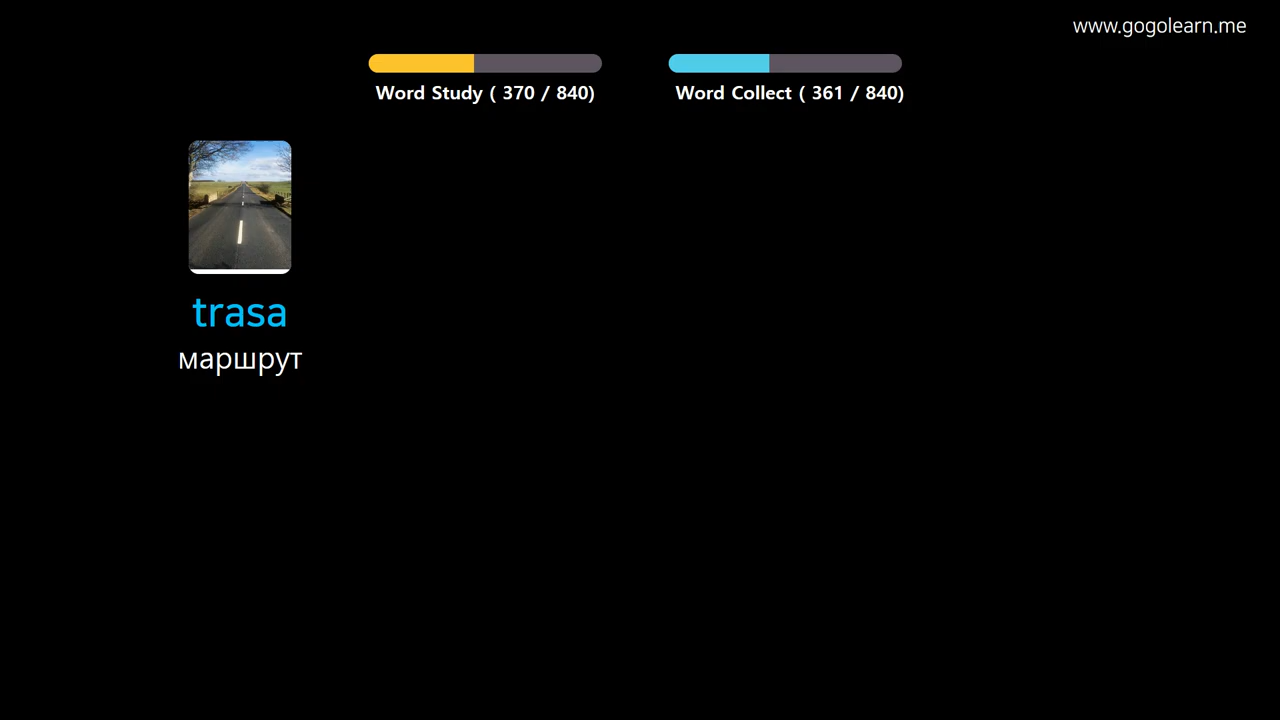 www.gogolearn.me
Word Study ( 370 / 840)
Word Collect ( 361 / 840)
trasa
маршрут